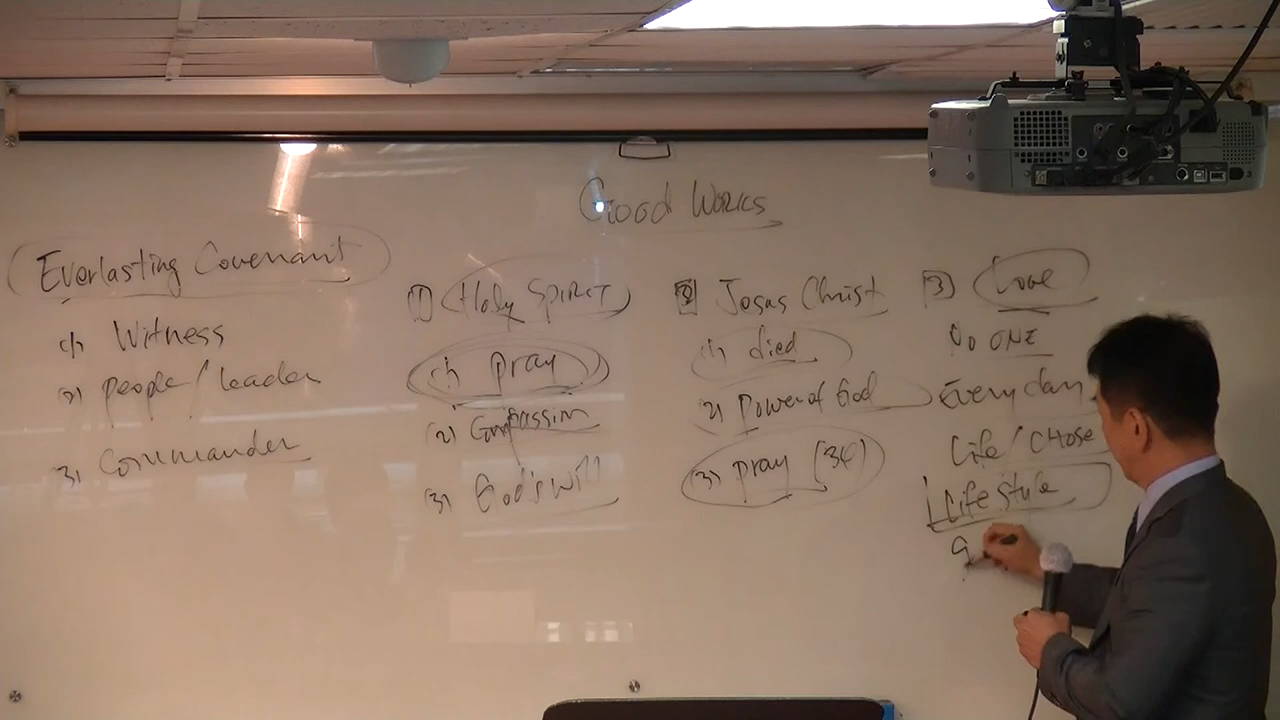 Good Works
Everlasting Covenant
1) Witness
2) people/leader
3) Commander
1) Holy SPIRIT
1) pray
2) Compassion
3) God's will
2 Jesus Christ
1) died
2) Power of God
3) pray (34)
3) Love
1) ONE
Every day
Life/CHOSE
Life style